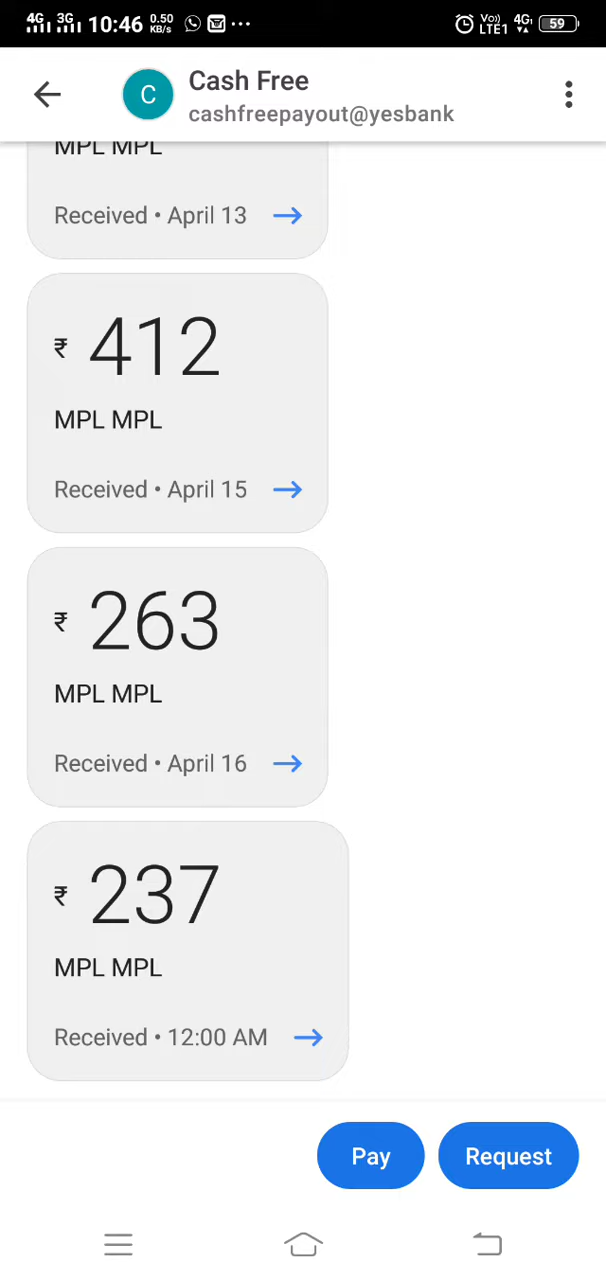 4G 3G 10:46 0.50 KB/s ... Vo)) LTE1 4G 59
C Cash Free
cashfreepayout@yesbank
MPL MPL
Received • April 13 →
₹ 412
MPL MPL
Received • April 15 →
₹ 263
MPL MPL
Received • April 16 →
₹ 237
MPL MPL
Received • 12:00 AM →
Pay Request